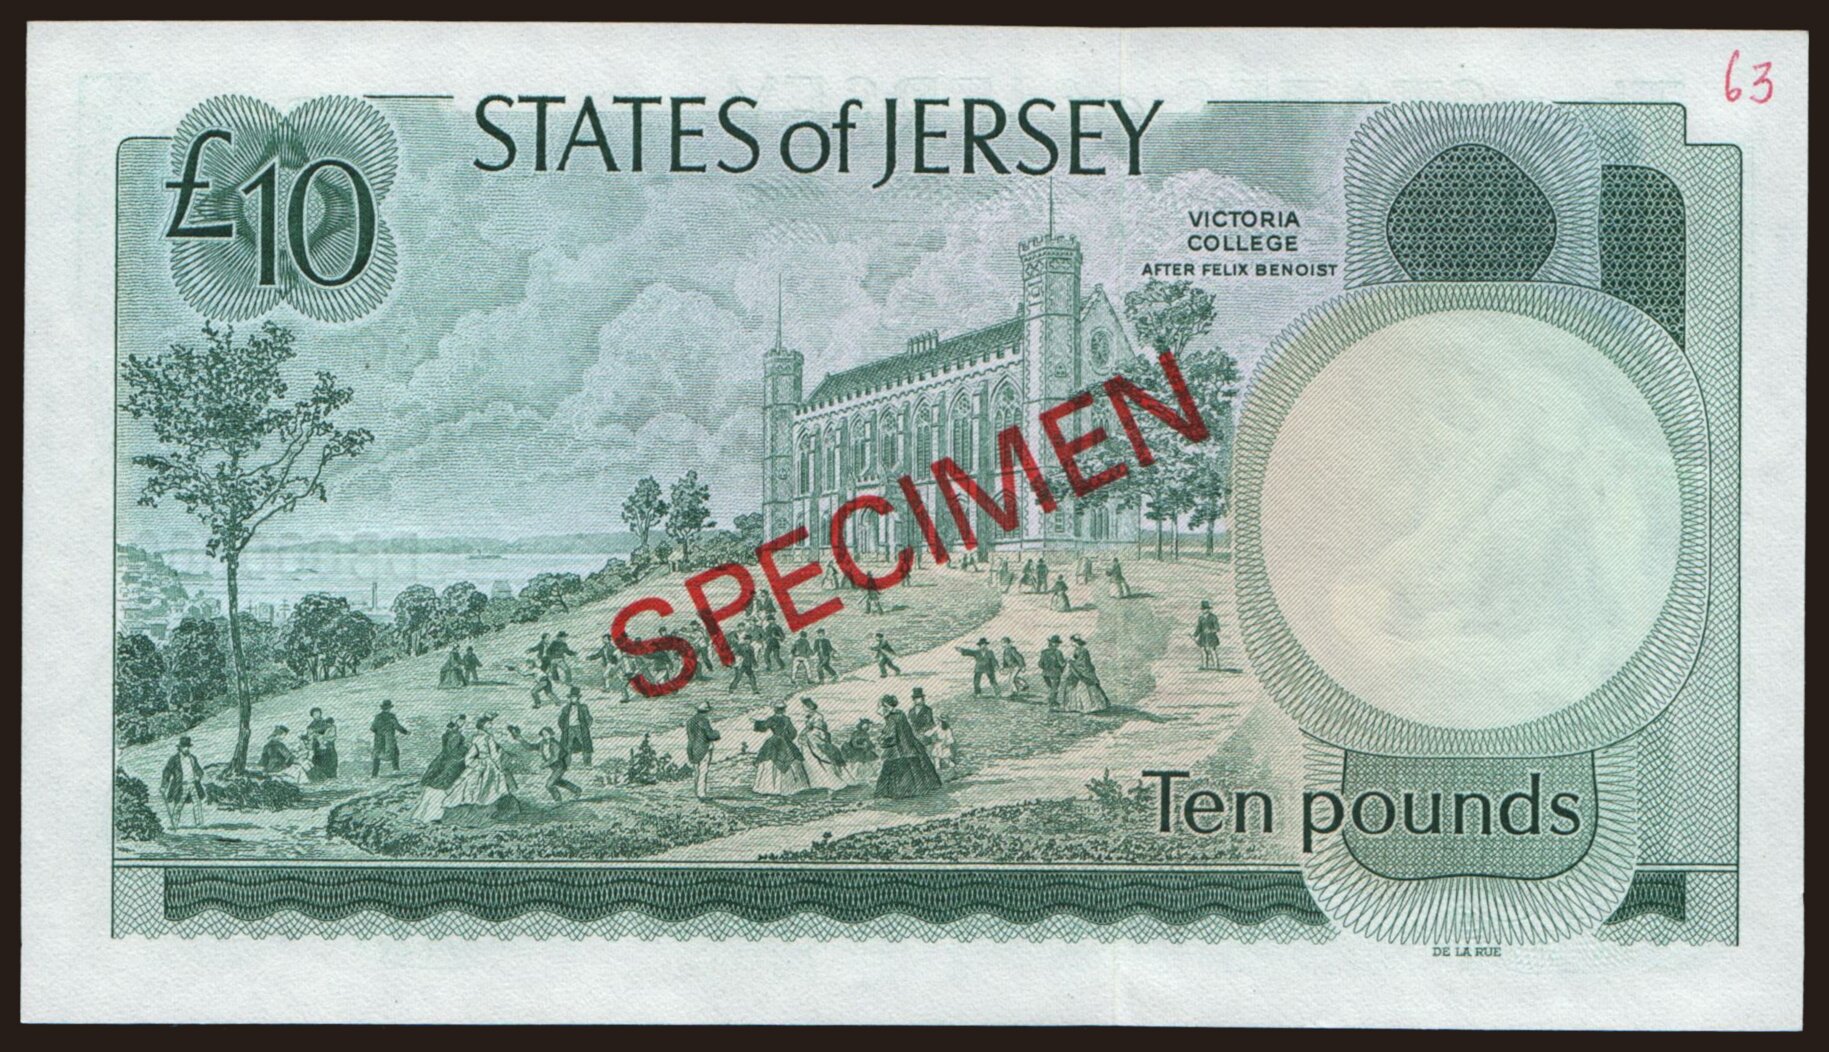 63
STATES of JERSEY
£10
VICTORIA
COLLEGE
AFTER FELIX BENOIST
SPECIMEN
Ten pounds
DE LA RUE